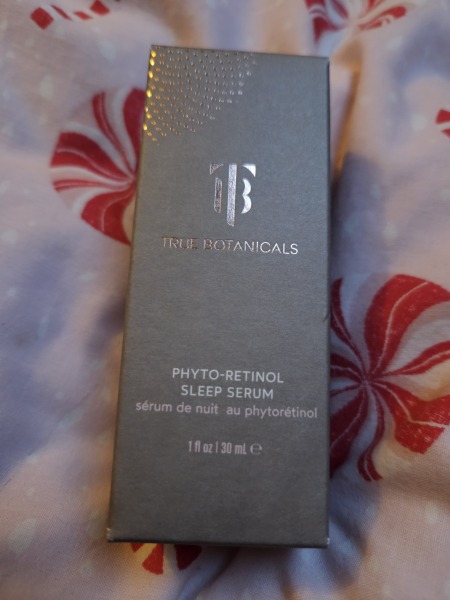 TB
TRUE BOTANICALS
PHYTO-RETINOL
SLEEP SERUM
sérum de nuit au phytorétinol
1 fl oz | 30 mL ℮